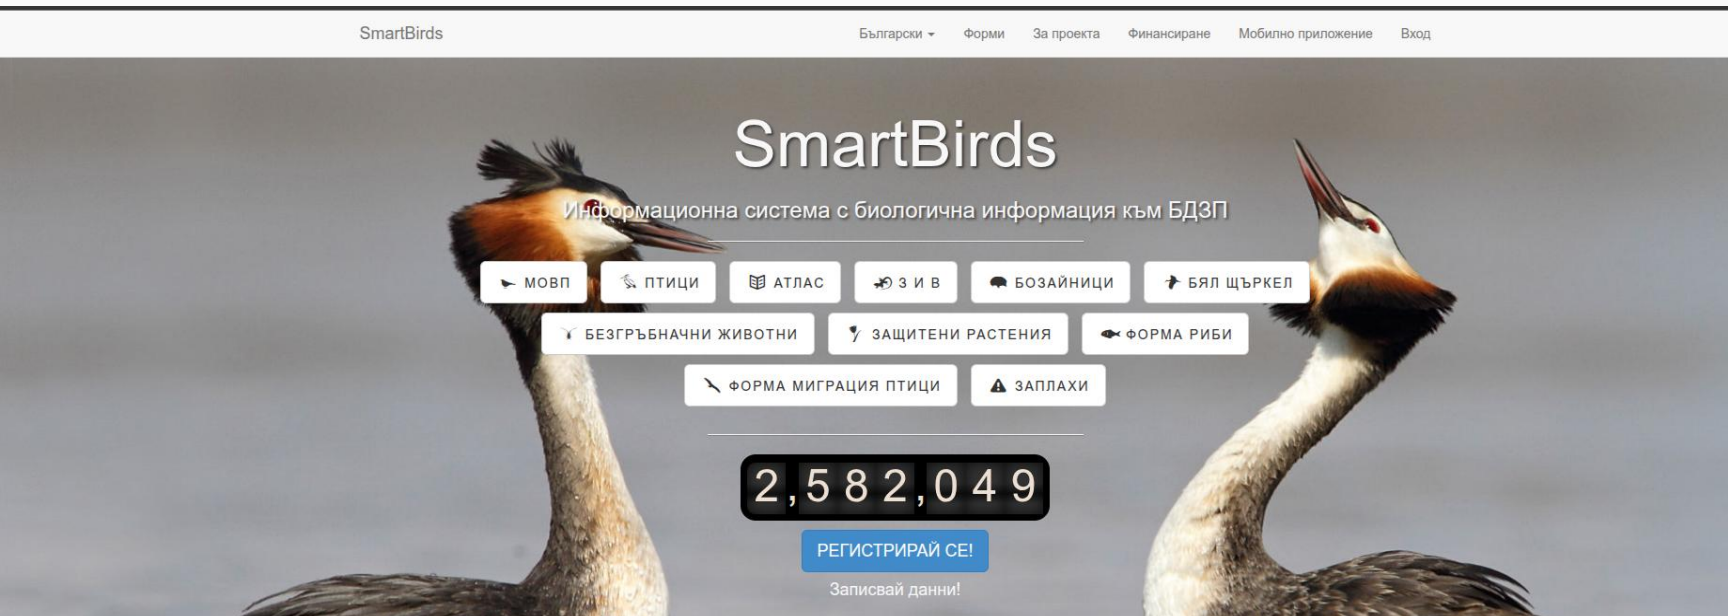 SmartBirds
Български
Форми
За проекта
Финансиране
Мобилно приложение
Вход
SmartBirds
Информационна система с биологична информация към БДЗП
МОВП
ПТИЦИ
АТЛАС
З И В
БОЗАЙНИЦИ
БЯЛ ЩЪРКЕЛ
БЕЗГРЪБНАЧНИ ЖИВОТНИ
ЗАЩИТЕНИ РАСТЕНИЯ
ФОРМА РИБИ
ФОРМА МИГРАЦИЯ ПТИЦИ
ЗАПЛАХИ
2,582,049
РЕГИСТРИРАЙ СЕ!
Записвай данни!